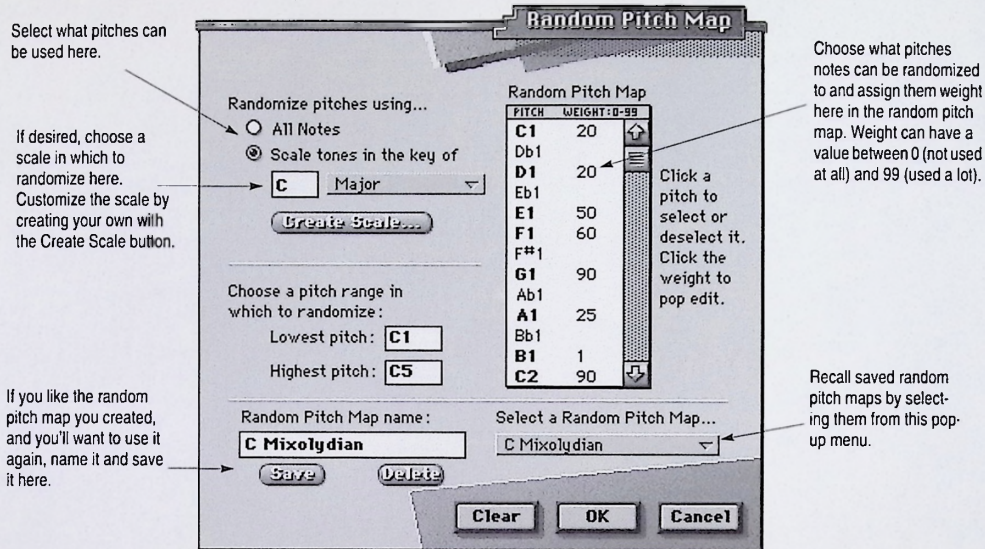 Select what pitches can
be used here.
If desired, choose a
scale in which to
randomize here.
Customize the scale by
creating your own with
the Create Scale button.
If you like the random
pitch map you created,
and you'll want to use it
again, name it and save
it here.
Random Pitch Map
Randomize pitches using...
All Notes
Scale tones in the key of
C Major
Create Scale...
Choose a pitch range in
which to randomize:
Lowest pitch: C1
Highest pitch: C5
Random Pitch Map
PITCH WEIGHT:0-99
C1 20
Db1
D1 20
Eb1
E1 50
F1 60
F#1
G1 90
Ab1
A1 25
Bb1
B1 1
C2 90
Click a
pitch to
select or
deselect it.
Click the
weight to
pop edit.
Random Pitch Map name:
C Mixolydian
Save Delete
Select a Random Pitch Map...
C Mixolydian
Clear OK Cancel
Choose what pitches
notes can be randomized
to and assign them weight
here in the random pitch
map. Weight can have a
value between 0 (not used
at all) and 99 (used a lot).
Recall saved random
pitch maps by select-
ing them from this pop-
up menu.